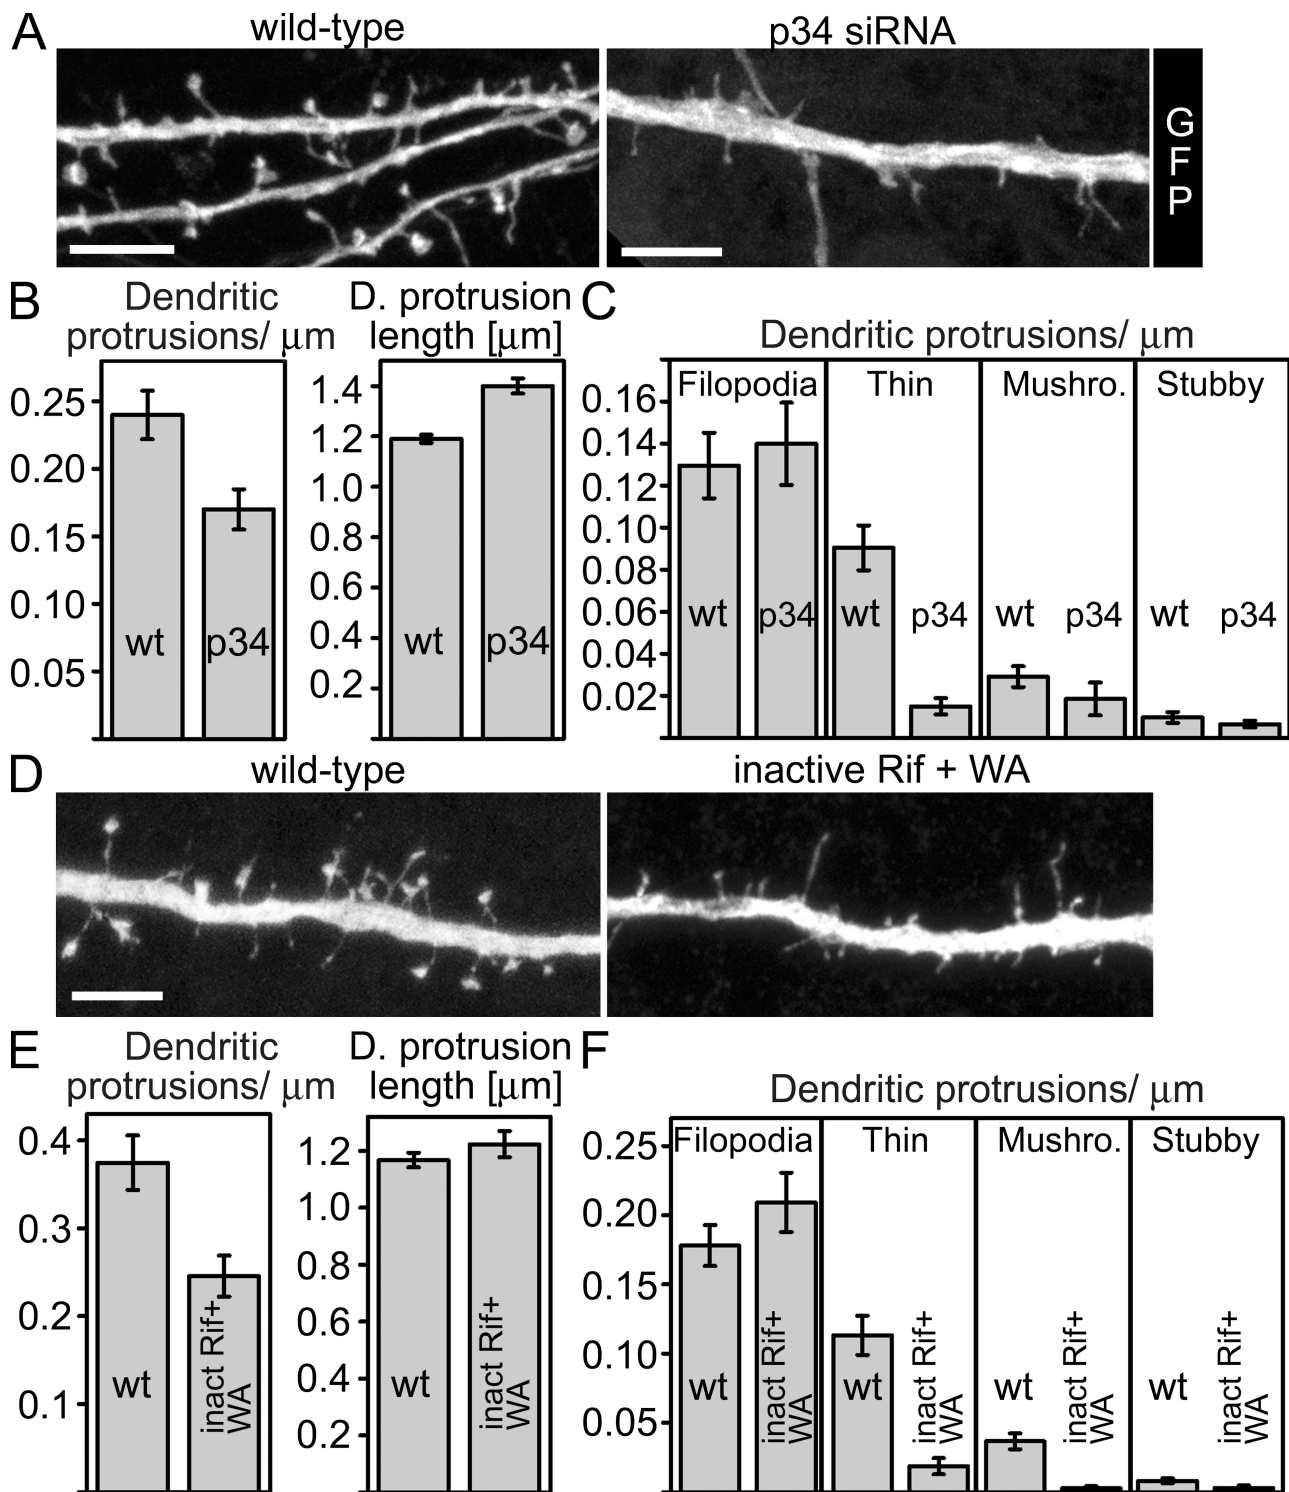 A
wild-type
p34 siRNA
G
F
P
B
Dendritic
protrusions/ μm
0.25
0.20
0.15
0.10
0.05
wt
p34
D. protrusion
length [μm]
1.4
1.2
1.0
0.8
0.6
0.4
0.2
wt
p34
C
Dendritic protrusions/ μm
Filopodia
Thin
Mushro.
Stubby
0.16
0.14
0.12
0.10
0.08
0.06
0.04
0.02
wt
p34
wt
p34
wt
p34
wt
p34
D
wild-type
inactive Rif + WA
E
Dendritic
protrusions/ μm
0.4
0.3
0.2
0.1
wt
inact Rif+
WA
D. protrusion
length [μm]
1.2
1.0
0.8
0.6
0.4
0.2
wt
inact Rif+
WA
F
Dendritic protrusions/ μm
Filopodia
Thin
Mushro.
Stubby
0.25
0.20
0.15
0.10
0.05
wt
inact Rif+
WA
wt
inact Rif+
WA
wt
inact Rif+
WA
wt
inact Rif+
WA